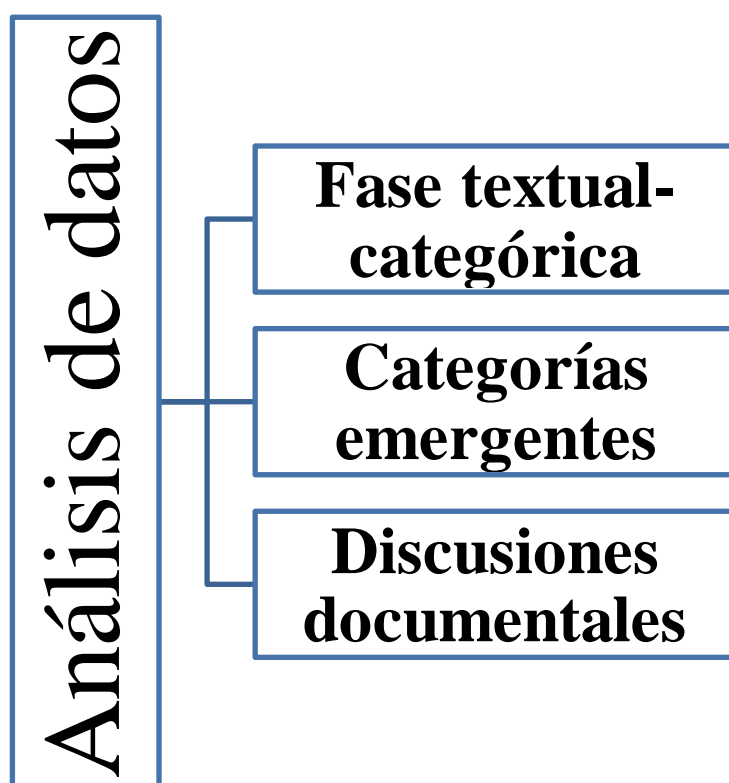 Análisis de datos
Fase textual-
categórica
Categorías
emergentes
Discusiones
documentales